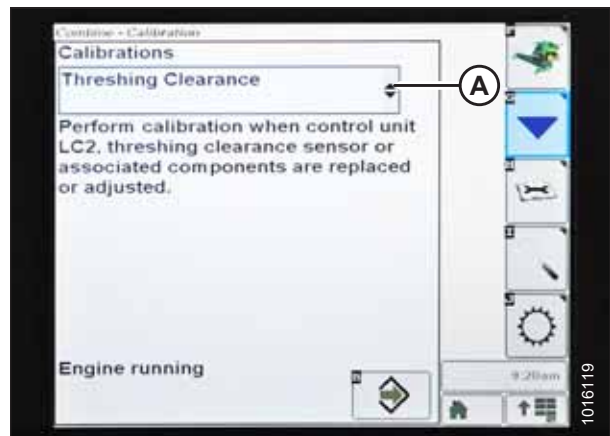 Combine - Calibration
Calibrations
Threshing Clearance
A
Perform calibration when control unit
LC2, threshing clearance sensor or
associated components are replaced
or adjusted.
Engine running
9:20am
1016119